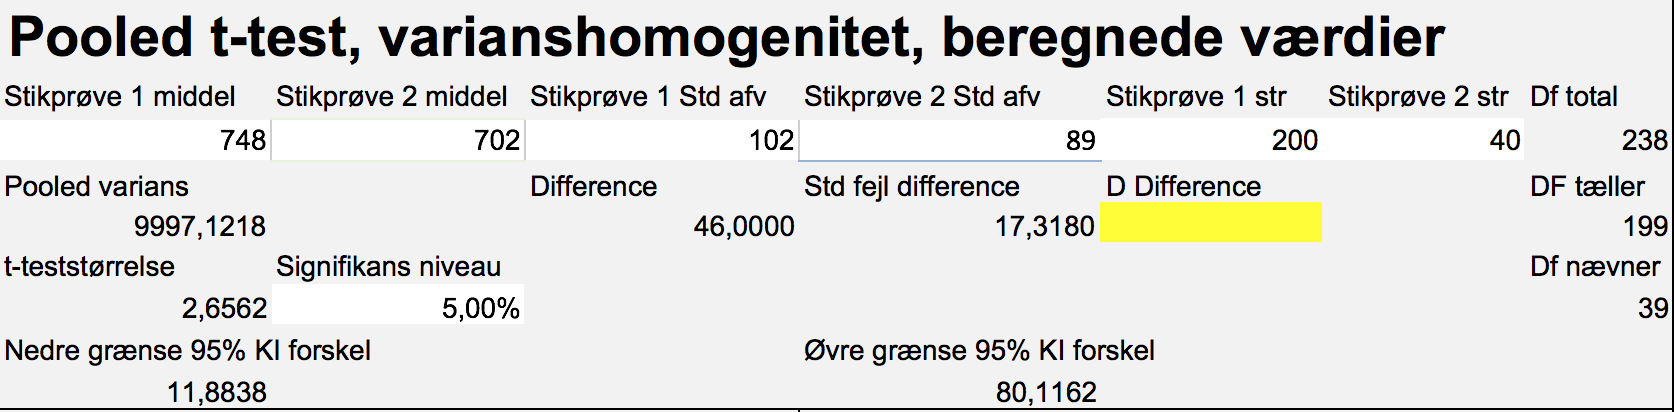 Pooled t-test, varianshomogenitet, beregnede værdier
Stikprøve 1 middel Stikprøve 2 middel Stikprøve 1 Std afv Stikprøve 2 Std afv Stikprøve 1 str Stikprøve 2 str Df total
748 702 102 89 200 40 238
Pooled varians Difference Std fejl difference D Difference DF tæller
9997,1218 46,0000 17,3180 199
t-teststørrelse Signifikans niveau Df nævner
2,6562 5,00% 39
Nedre grænse 95% KI forskel Øvre grænse 95% KI forskel
11,8838 80,1162